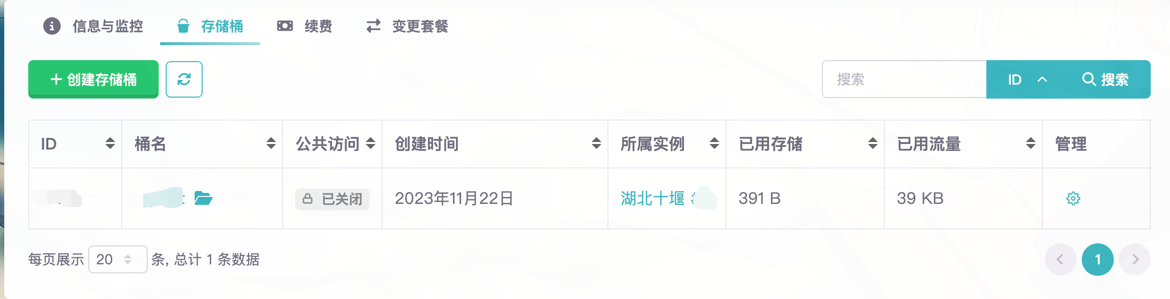 信息与监控 存储桶 续费 变更套餐
+ 创建存储桶 搜索 ID 搜索
ID 桶名 公共访问 创建时间 所属实例 已用存储 已用流量 管理
已关闭 2023年11月22日 湖北十堰 391 B 39 KB
每页展示 20 条, 总计 1 条数据 1